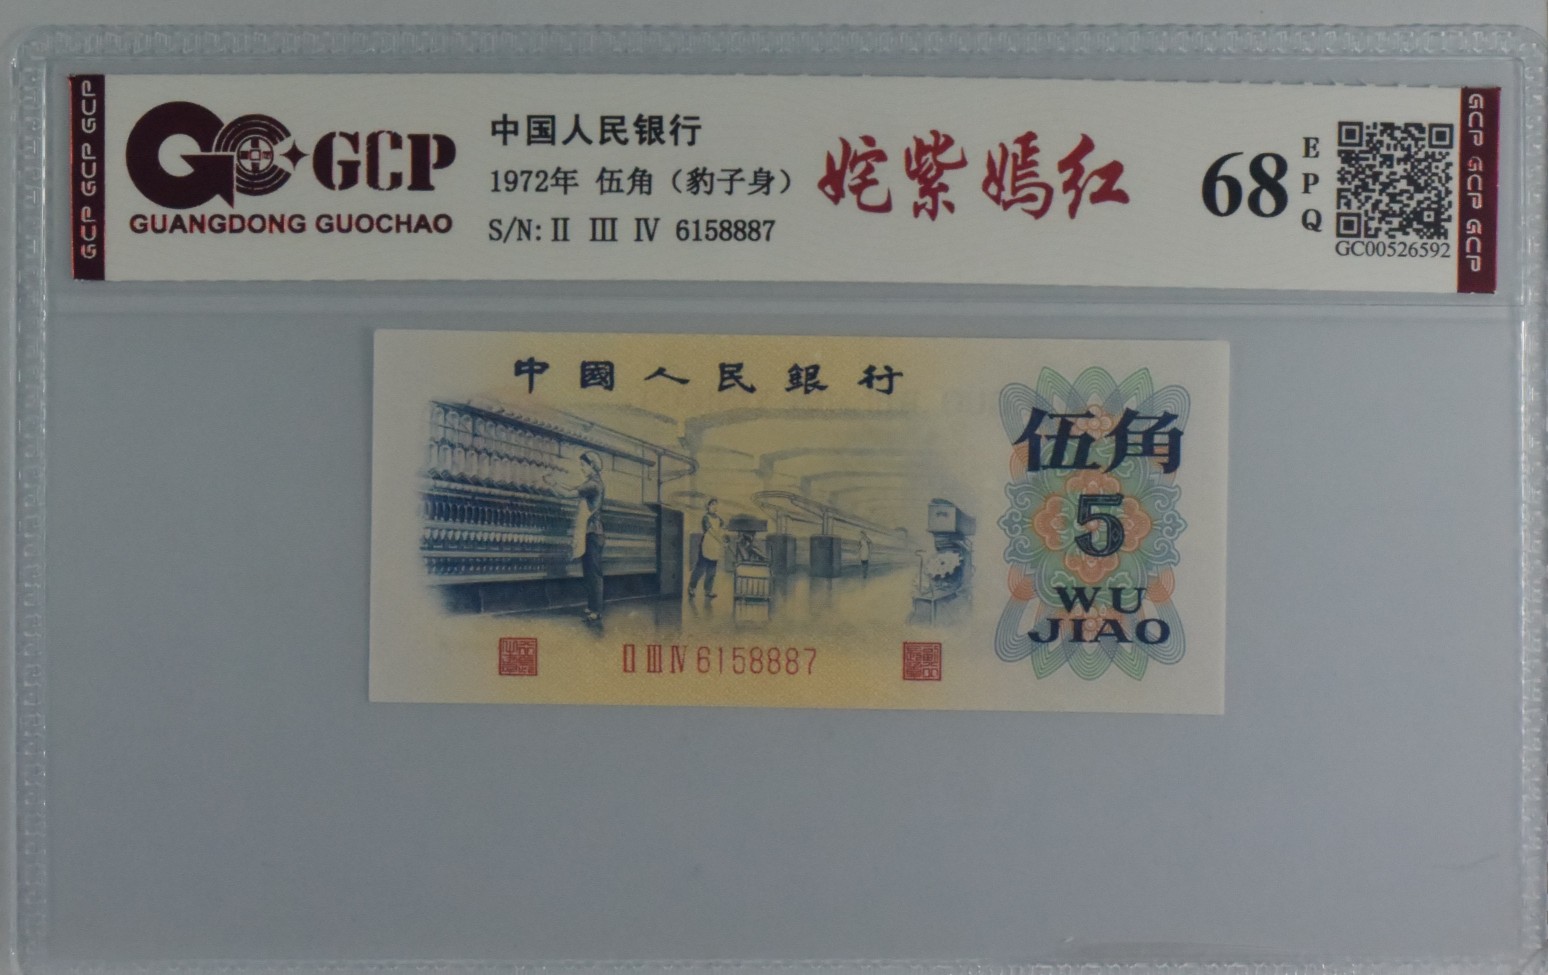 GCP
GUANGDONG GUOCHAO
中国人民银行
1972年 伍角（豹子身）
S/N: II III IV 6158887
姹紫嫣红
68
EPQ
GC00526592
GCP GCP GCP
GCP GCP GCP
中國人民銀行
伍角
5
WU
JIAO
II III IV 6158887